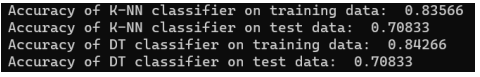 Accuracy of K-NN classifier on training data:  0.83566
Accuracy of K-NN classifier on test data:  0.70833
Accuracy of DT classifier on training data:  0.84266
Accuracy of DT classifier on test data:  0.70833